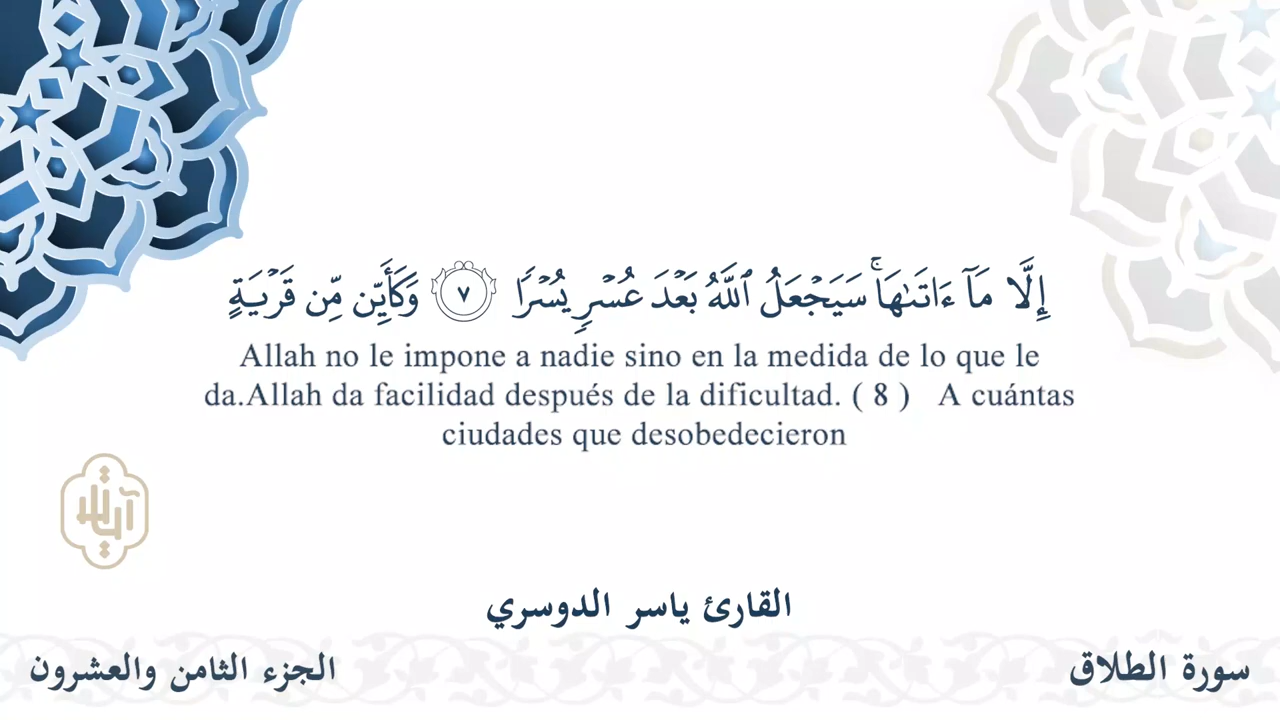 إِلَّا مَآ ءَاتَىٰهَاۚ سَيَجۡعَلُ ٱللَّهُ بَعۡدَ عُسۡرٖ يُسۡرٗا ٧ وَكَأَيِّن مِّن قَرۡيَةٍ
Allah no le impone a nadie sino en la medida de lo que le
da.Allah da facilidad después de la dificultad. ( 8 ) A cuántas
ciudades que desobedecieron
آيات
القارئ ياسر الدوسري
سورة الطلاق
الجزء الثامن والعشرون